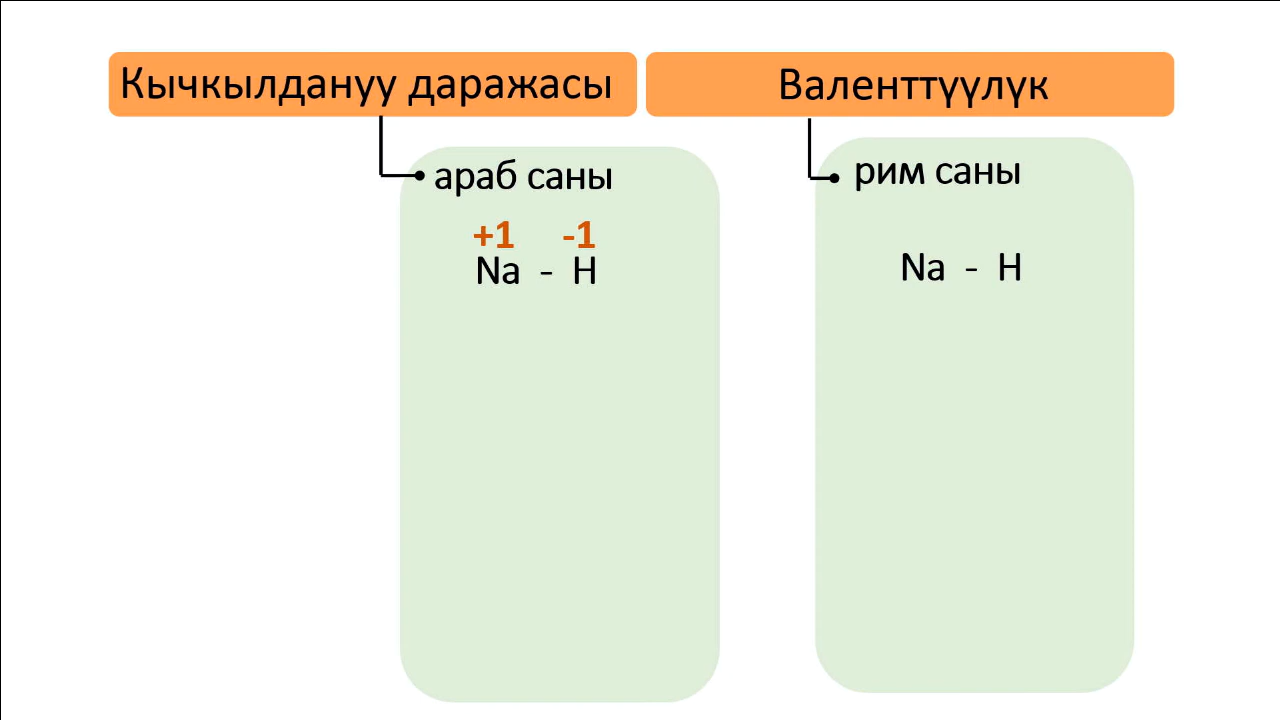 Кычкылдануу даражасы
Валенттүүлүк
араб саны
рим саны
+1 -1
Na - H
Na - H